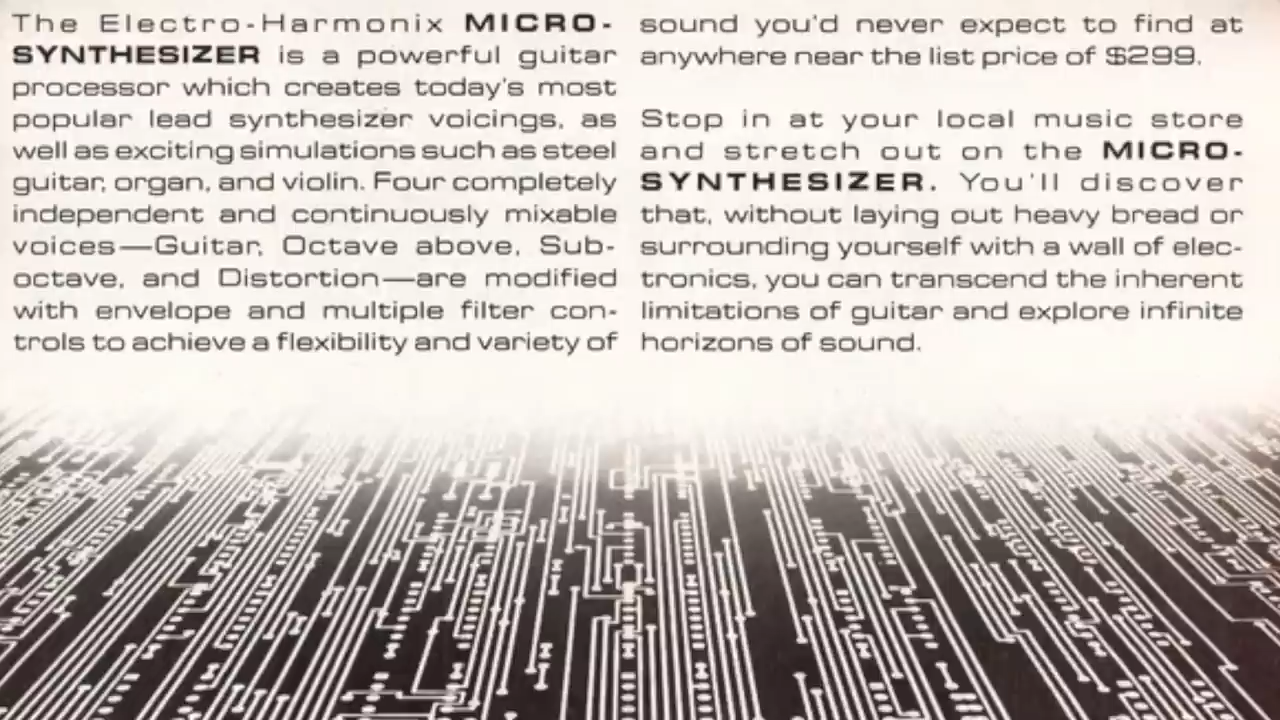 The Electro-Harmonix MICRO-
SYNTHESIZER is a powerful guitar
processor which creates today's most
popular lead synthesizer voicings, as
well as exciting simulations such as steel
guitar, organ, and violin. Four completely
independent and continuously mixable
voices—Guitar, Octave above, Sub-
octave, and Distortion—are modified
with envelope and multiple filter con-
trols to achieve a flexibility and variety of
sound you'd never expect to find at
anywhere near the list price of $299.
Stop in at your local music store
and stretch out on the MICRO-
SYNTHESIZER. You'll discover
that, without laying out heavy bread or
surrounding yourself with a wall of elec-
tronics, you can transcend the inherent
limitations of guitar and explore infinite
horizons of sound.